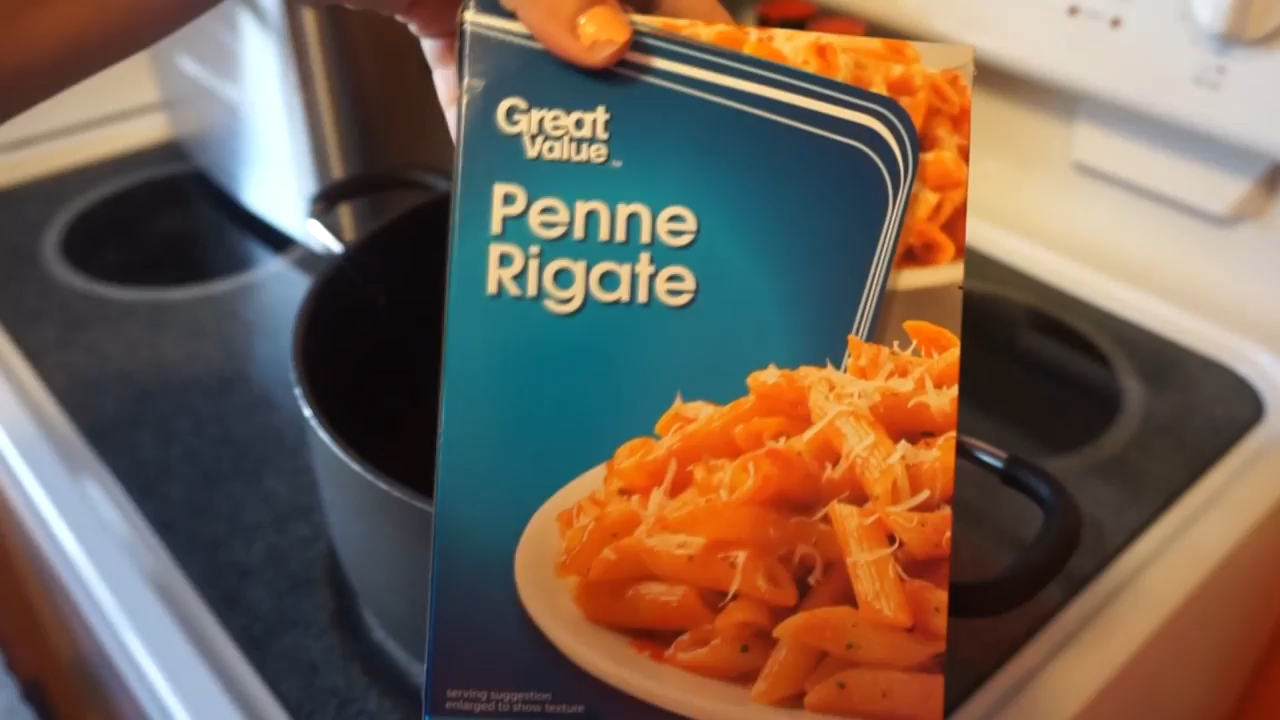 Great
Value
Penne
Rigate
serving suggestion
enlarged to show texture